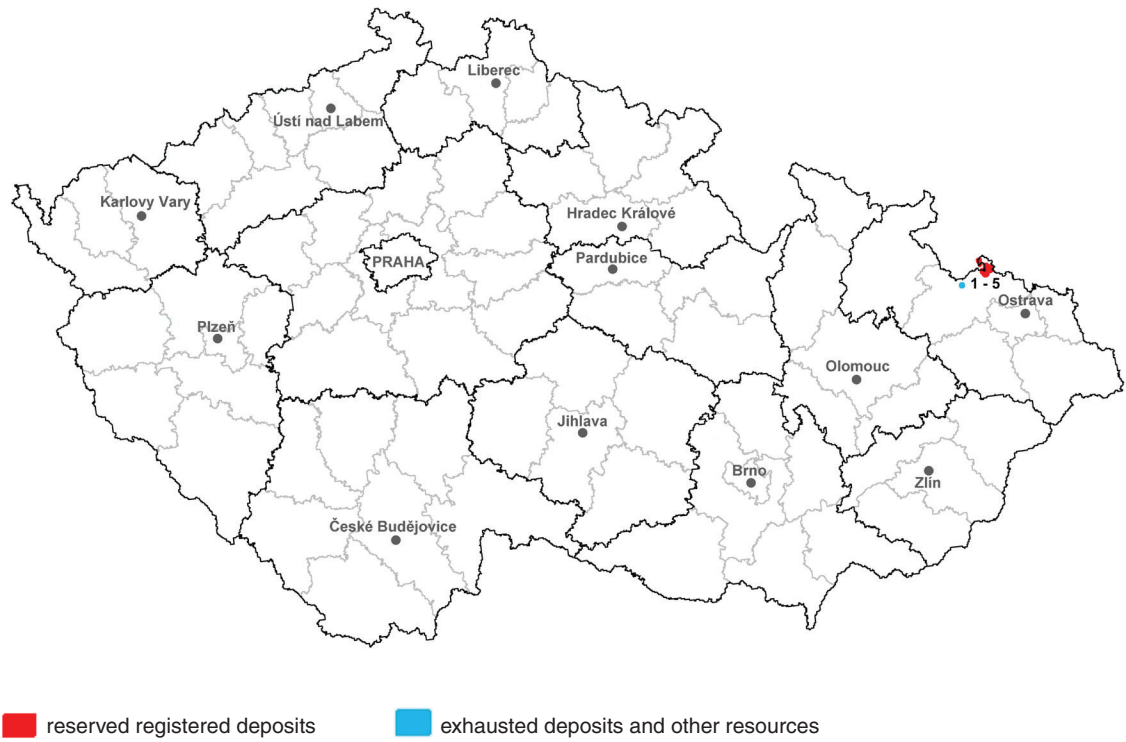 Liberec
Ústí nad Labem
Karlovy Vary
Hradec Králové
PRAHA
Pardubice
1 - 5
Ostrava
Plzeň
Olomouc
Jihlava
Brno
Zlín
České Budějovice
reserved registered deposits
exhausted deposits and other resources